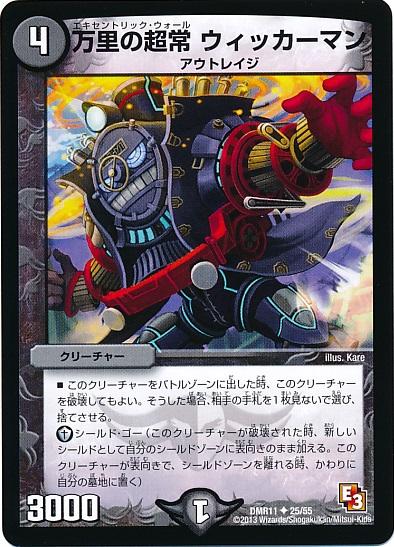 エキセントリック・ウォール
4
万里の超常 ウィッカーマン
アウトレイジ
クリーチャー
illus. Kare
■ このクリーチャーをバトルゾーンに出した時、このクリーチャー
を破壊してもよい。そうした場合、相手の手札を1枚見ないで選び、
捨てさせる。
シールド・ゴー(このクリーチャーが破壊された時、新しい
シールドとして自分のシールドゾーンに表向きのまま加える。この
クリーチャーが表向きで、シールドゾーンを離れる時、かわりに
自分の墓地に置く)
3000
DMR11 ◆ 25/55
E3
©2013 Wizards/Shogakukan/Mitsui-Kids